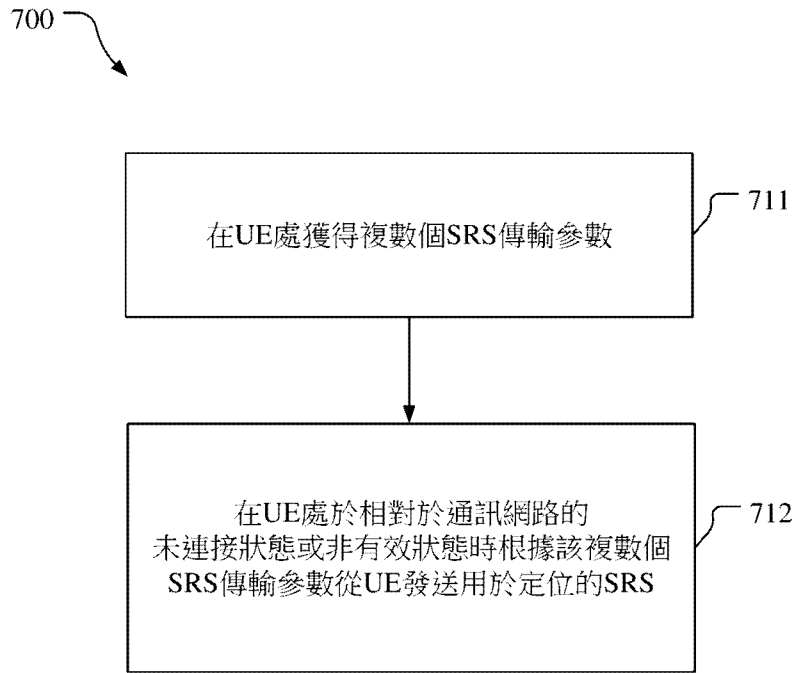 700
在UE處獲得複數個SRS傳輸參數
711
在UE處於相對於通訊網路的
未連接狀態或非有效狀態時根據該複數個
SRS傳輸參數從UE發送用於定位的SRS
712